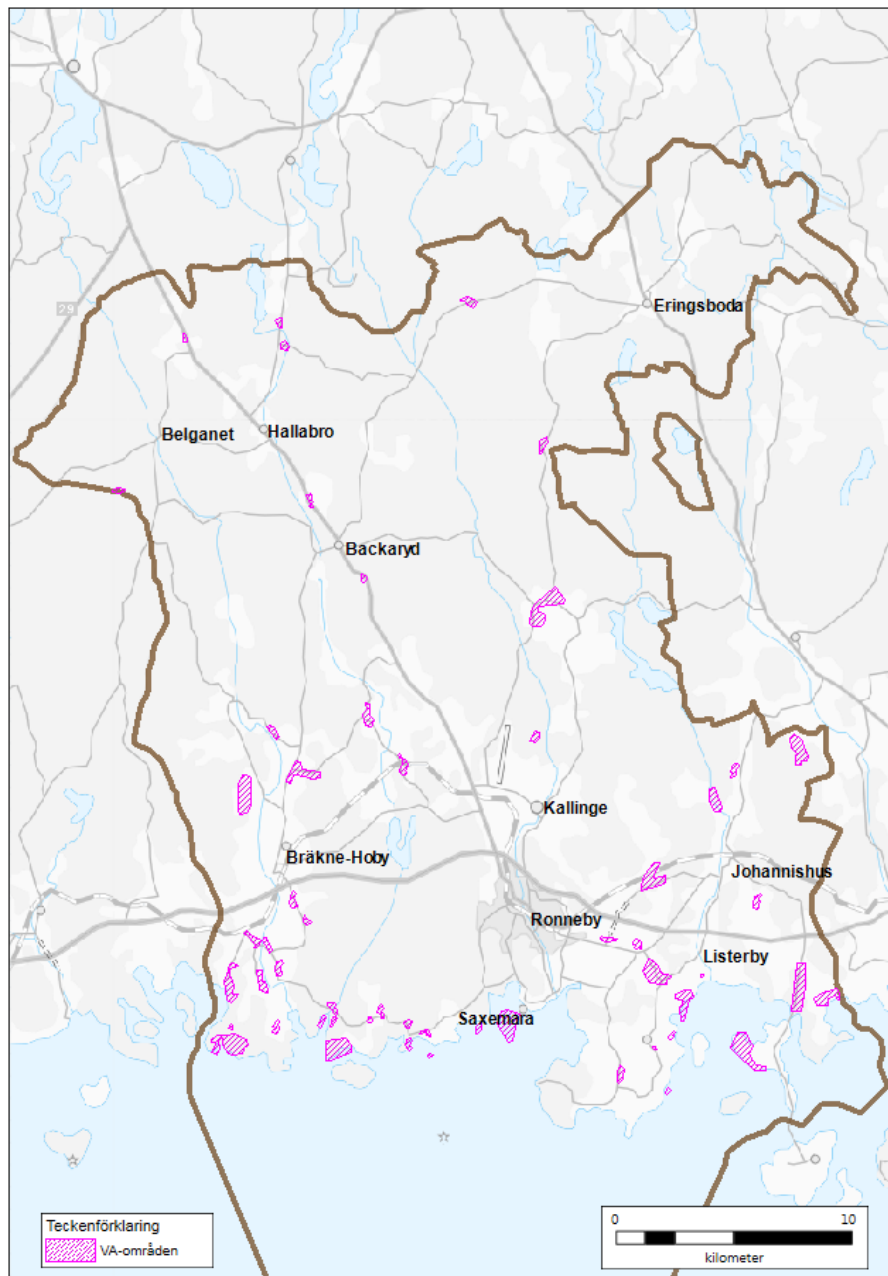 Eringsboda
29
Belganet
Hallabro
Backaryd
Kallinge
Bräkne-Hoby
Johannishus
Ronneby
Listerby
Saxemara
Teckenförklaring
VA-områden
0 10
kilometer